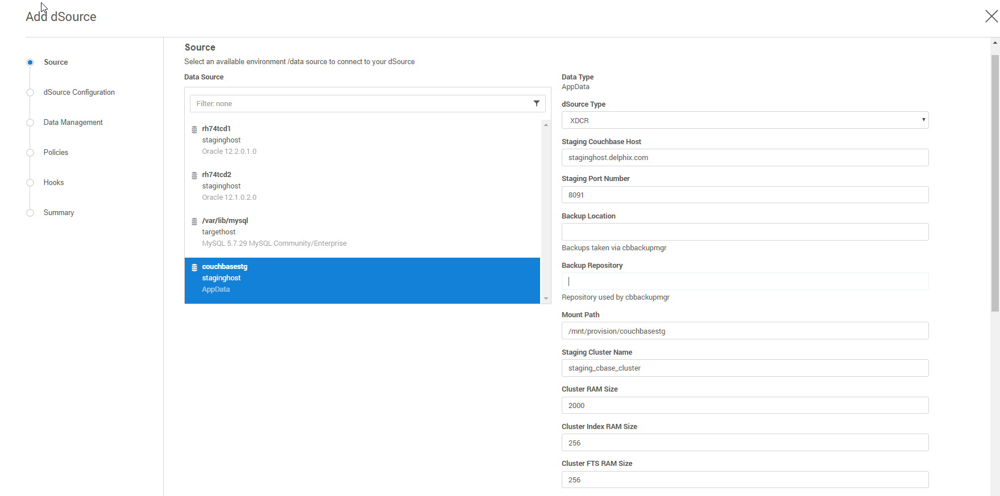 Add dSource
Source
dSource Configuration
Data Management
Policies
Hooks
Summary
Source
Select an available environment /data source to connect to your dSource
Data Source
Filter: none
rh74tcd1
staginghost
Oracle 12.2.0.1.0
rh74tcd2
staginghost
Oracle 12.1.0.2.0
/var/lib/mysql
targethost
MySQL 5.7.29 MySQL Community/Enterprise
couchbasestg
staginghost
AppData
Data Type
AppData
dSource Type
XDCR
Staging Couchbase Host
staginghost.delphix.com
Staging Port Number
8091
Backup Location
Backups taken via cbbackupmgr
Backup Repository
Repository used by cbbackupmgr
Mount Path
/mnt/provision/couchbasestg
Staging Cluster Name
staging_cbase_cluster
Cluster RAM Size
2000
Cluster Index RAM Size
256
Cluster FTS RAM Size
256